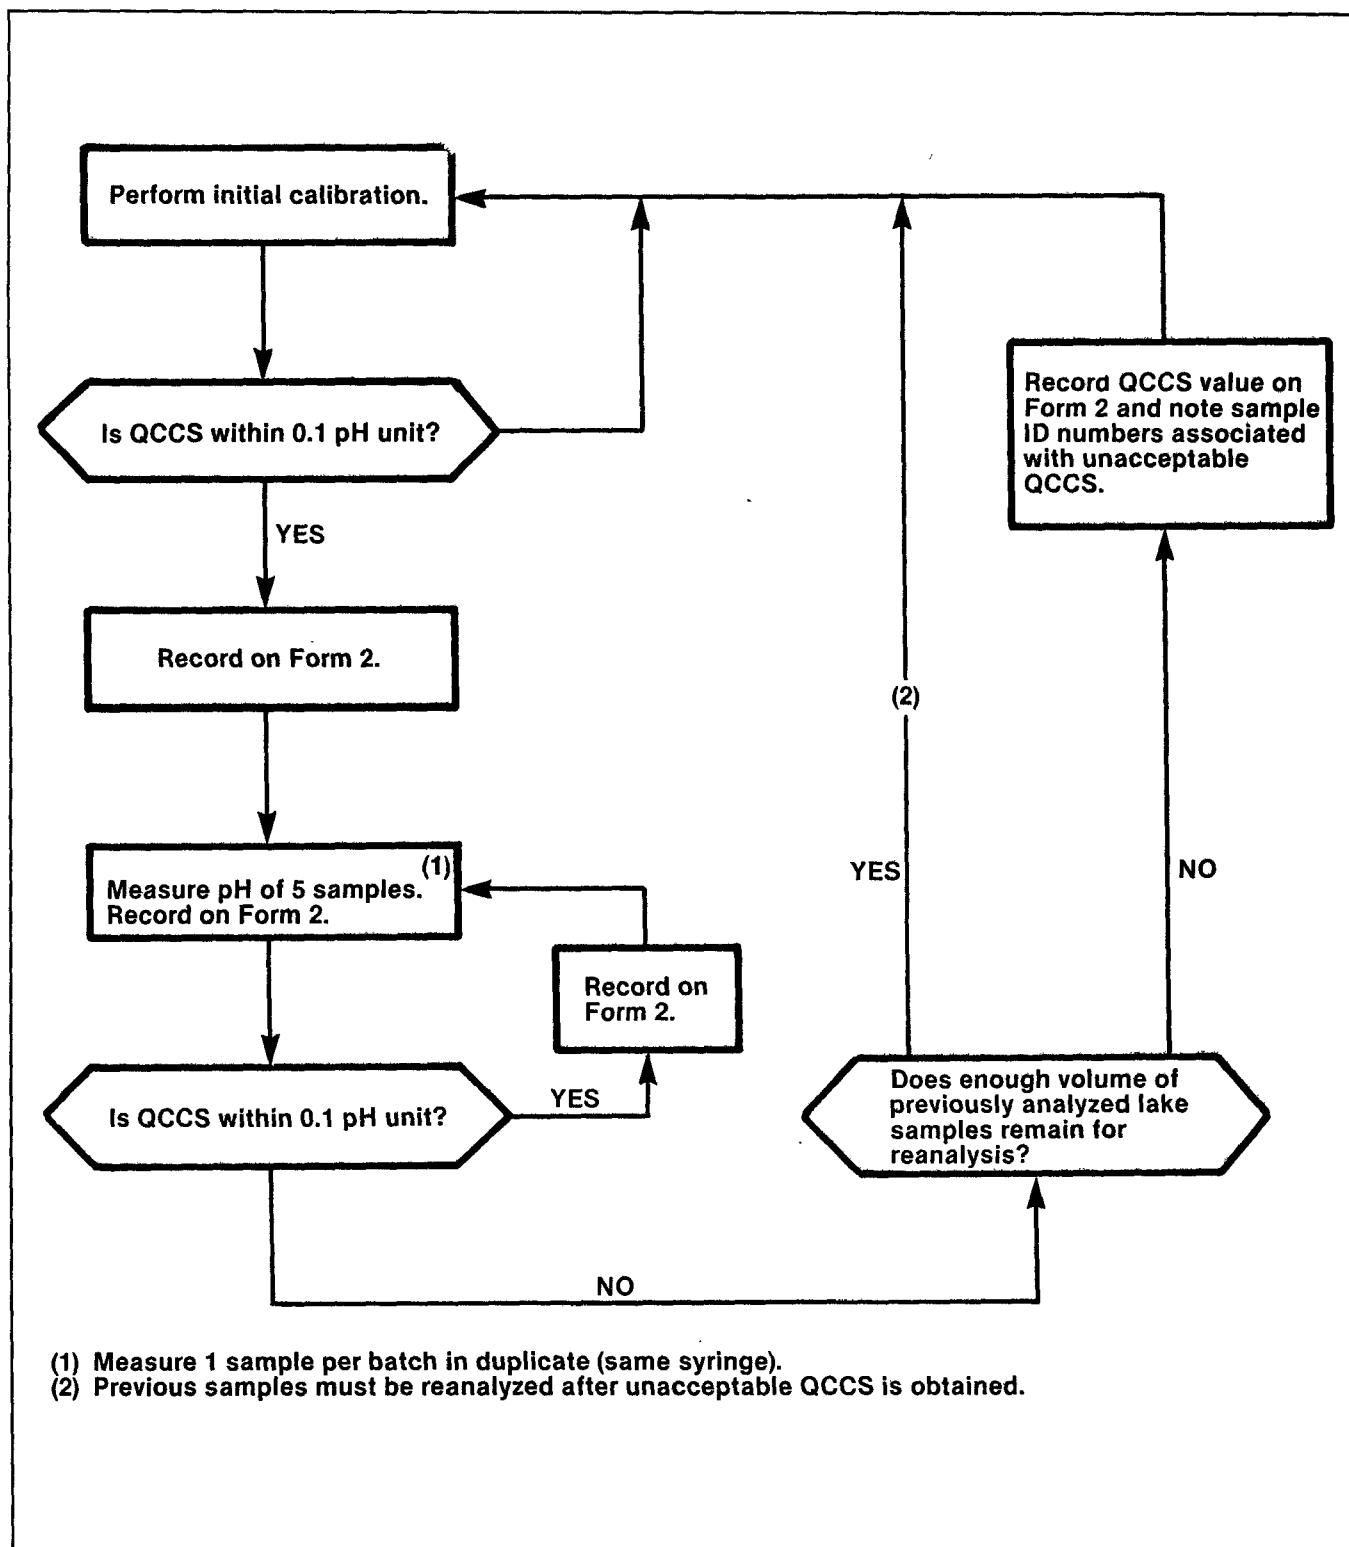 Perform initial calibration.
Is QCCS within 0.1 pH unit?
YES
Record on Form 2.
(1)
Measure pH of 5 samples.
Record on Form 2.
Record on
Form 2.
Is QCCS within 0.1 pH unit?
YES
NO
Does enough volume of
previously analyzed lake
samples remain for
reanalysis?
YES
(2)
NO
Record QCCS value on
Form 2 and note sample
ID numbers associated
with unacceptable
QCCS.
(1) Measure 1 sample per batch in duplicate (same syringe).
(2) Previous samples must be reanalyzed after unacceptable QCCS is obtained.